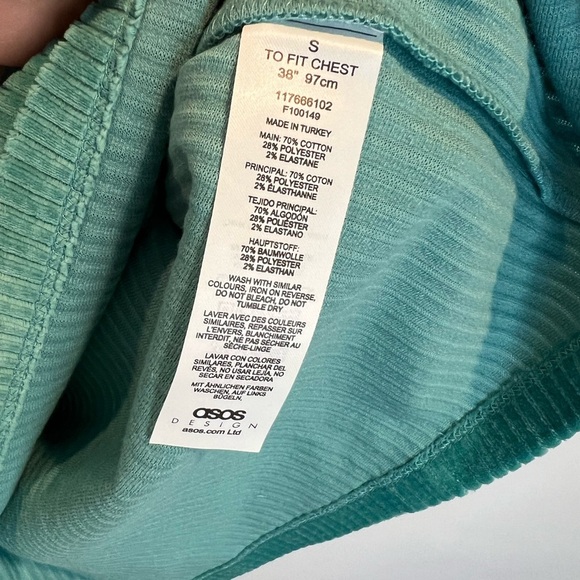 S
TO FIT CHEST
38" 97cm
117666102
F100149
MADE IN TURKEY
MAIN: 70% COTTON
28% POLYESTER
2% ELASTANE
PRINCIPAL: 70% COTON
28% POLYESTER
2% ÉLASTHANNE
TEJIDO PRINCIPAL:
70% ALGODÓN
28% POLIÉSTER
2% ELASTANO
HAUPTSTOFF:
70% BAUMWOLLE
28% POLYESTER
2% ELASTHAN
WASH WITH SIMILAR
COLOURS, IRON ON REVERSE,
DO NOT BLEACH, DO NOT
TUMBLE DRY
LAVER AVEC DES COULEURS
SIMILAIRES, REPASSER SUR
L'ENVERS, BLANCHIMENT
INTERDIT, NE PAS SÉCHER AU
SÈCHE-LINGE
LAVAR CON COLORES
SIMILARES, PLANCHAR DEL
REVÉS, NO USAR LEJÍA, NO
SECAR EN SECADORA
MIT ÄHNLICHEN FARBEN
WASCHEN, AUF LINKS
BÜGELN,
asos
DESIGN
asos.com Ltd